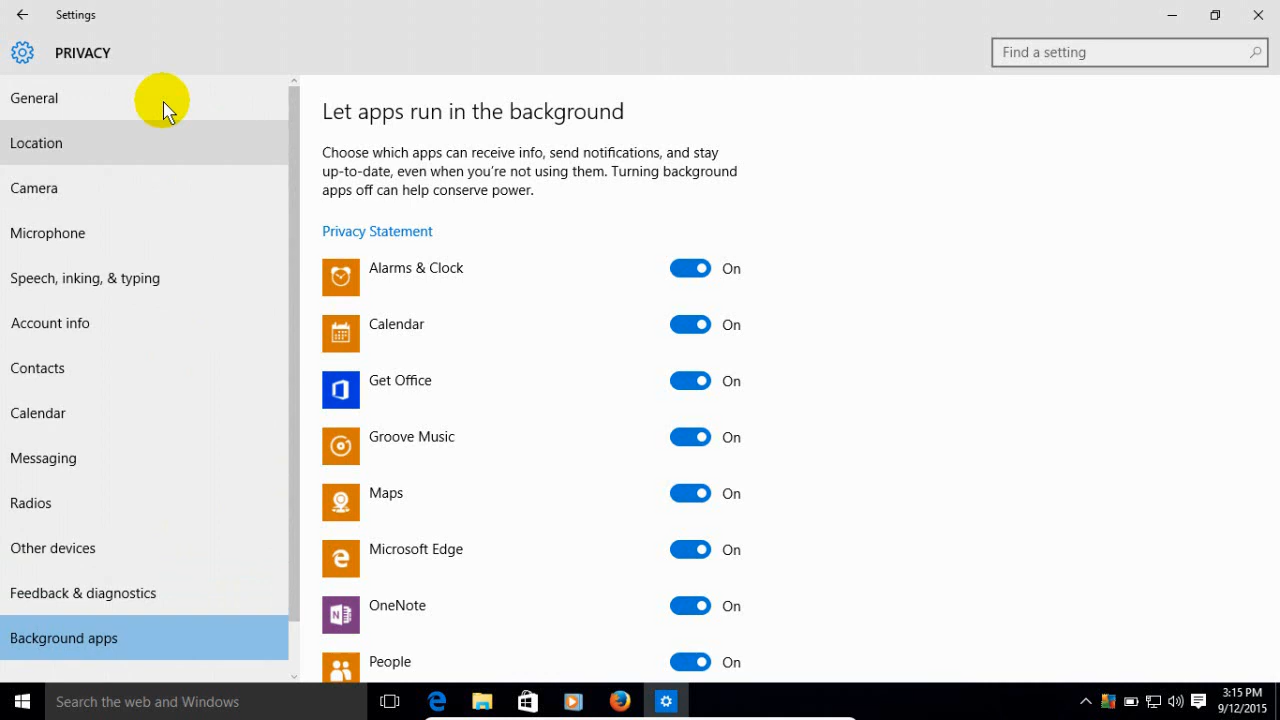 Settings
PRIVACY
Find a setting
General
Location
Camera
Microphone
Speech, inking, & typing
Account info
Contacts
Calendar
Messaging
Radios
Other devices
Feedback & diagnostics
Background apps
Let apps run in the background
Choose which apps can receive info, send notifications, and stay
up-to-date, even when you're not using them. Turning background
apps off can help conserve power.
Privacy Statement
Alarms & Clock On
Calendar On
Get Office On
Groove Music On
Maps On
Microsoft Edge On
OneNote On
People On
Search the web and Windows
3:15 PM
9/12/2015